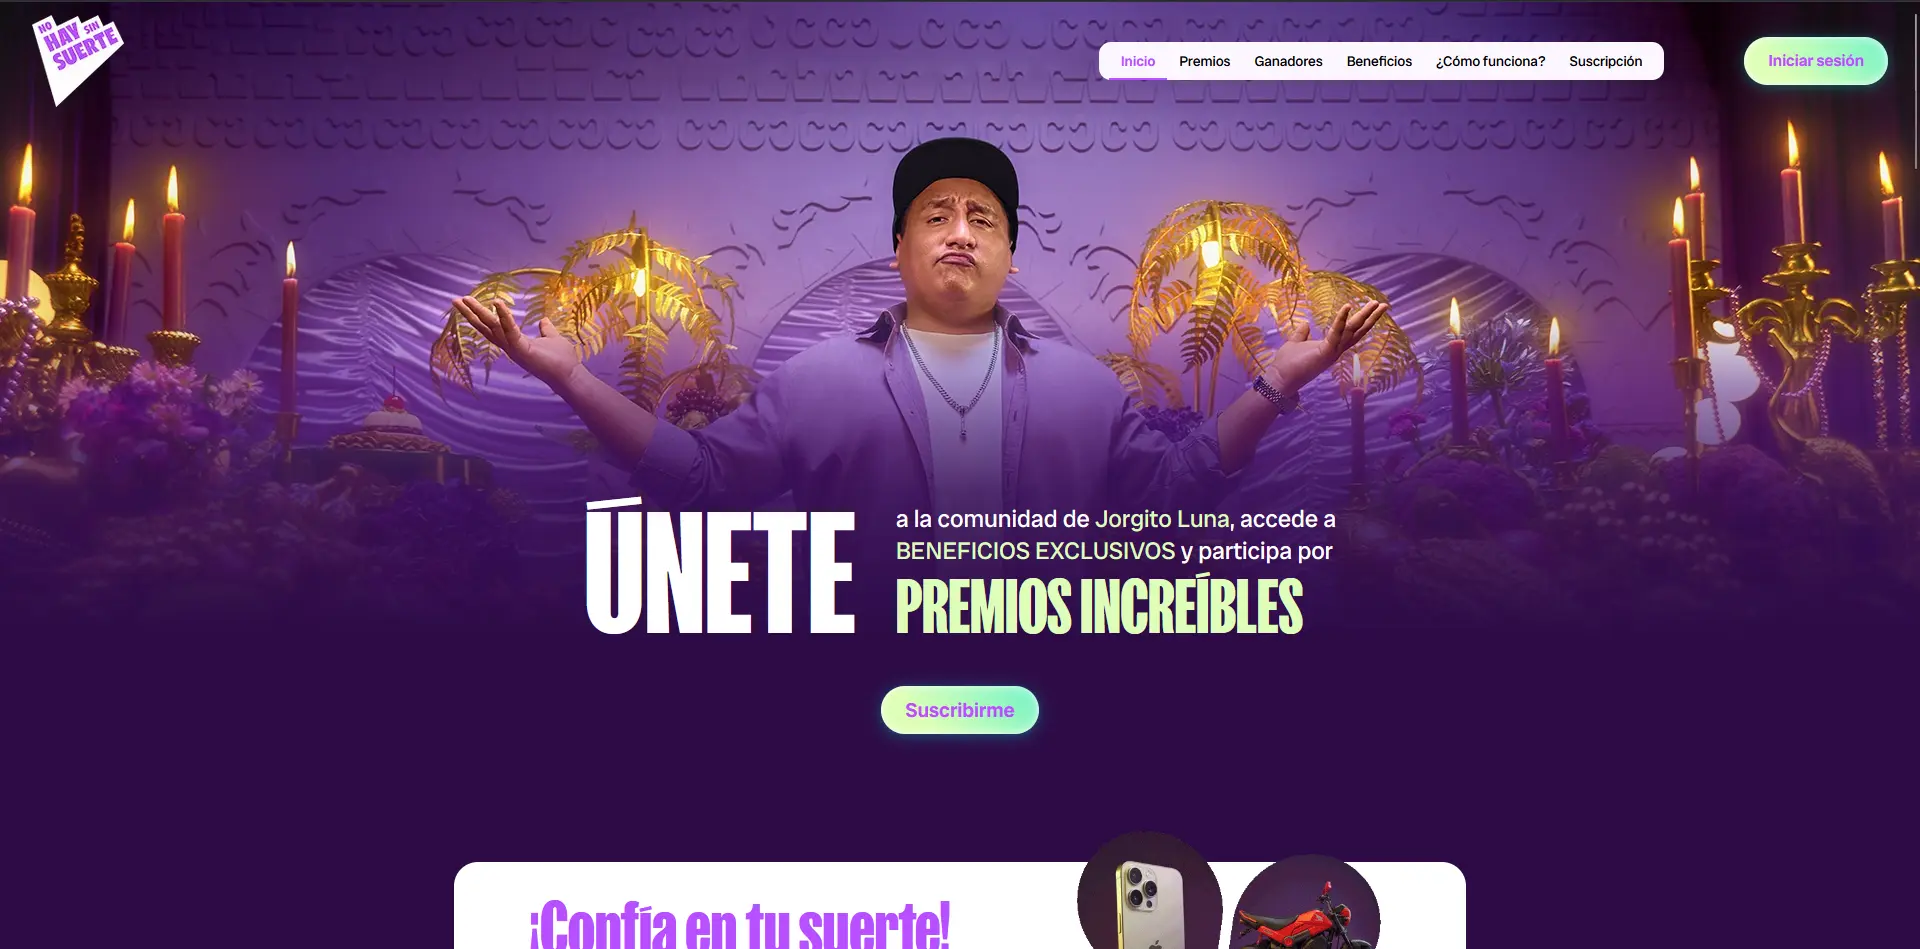 NO
HAY SIN
SUERTE
Inicio Premios Ganadores Beneficios ¿Cómo funciona? Suscripción
Iniciar sesión
ÚNETE
a la comunidad de Jorgito Luna, accede a
BENEFICIOS EXCLUSIVOS y participa por
PREMIOS INCREÍBLES
Suscribirme
¡Confía en tu suerte!